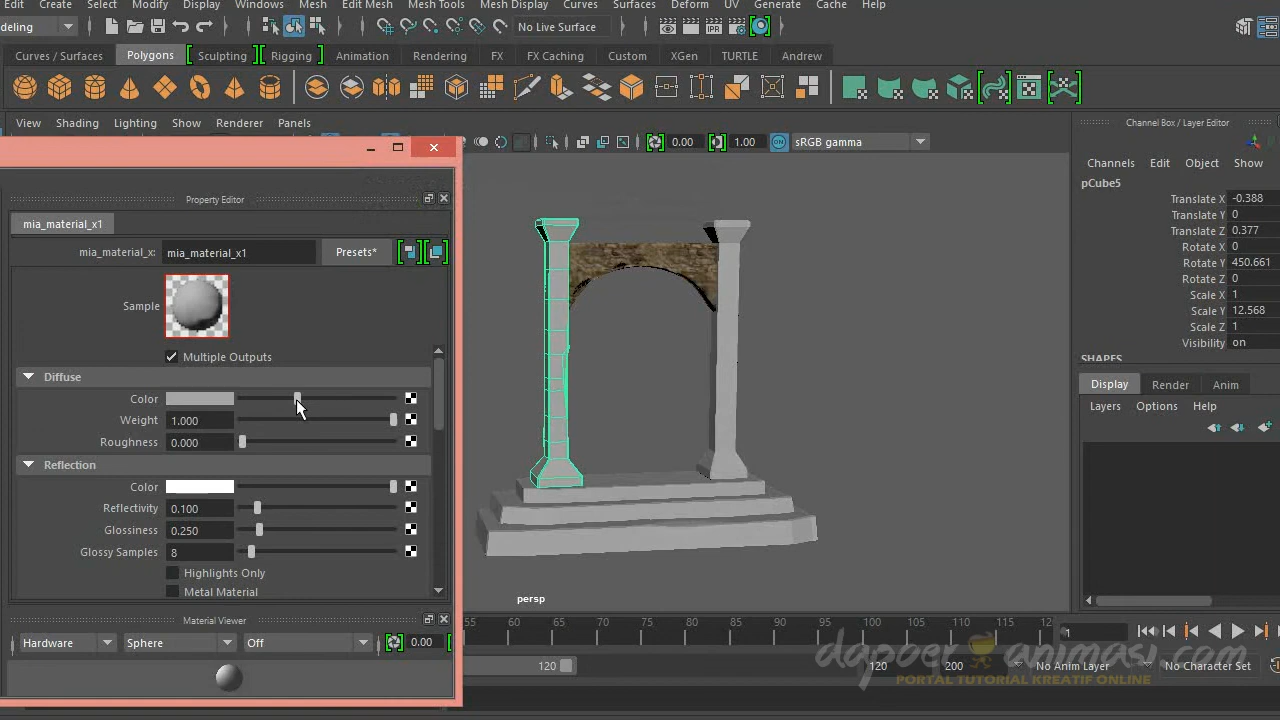 Edit Create Select Modify Display Windows Mesh Edit Mesh Mesh Tools Mesh Display Curves Surfaces Deform UV Generate Cache Help
deling
No Live Surface
Curves / Surfaces Polygons Sculpting Rigging Animation Rendering FX FX Caching Custom XGen TURTLE Andrew
View Shading Lighting Show Renderer Panels
0.00 1.00 ON sRGB gamma
Channel Box / Layer Editor
Channels Edit Object Show
pCube5
Translate X -0.388
Translate Y 0
Translate Z 0.377
Rotate X 0
Rotate Y 450.661
Rotate Z 0
Scale X 1
Scale Y 12.568
Scale Z 1
Visibility on
SHAPES
Display Render Anim
Layers Options Help
Property Editor
mia_material_x1
mia_material_x: mia_material_x1 Presets*
Sample
Multiple Outputs
Diffuse
Color
Weight 1.000
Roughness 0.000
Reflection
Color
Reflectivity 0.100
Glossiness 0.250
Glossy Samples 8
Highlights Only
Metal Material
Material Viewer
Hardware Sphere Off 0.00
persp
55 60 65 70 75 80 85 90 95 100 105 110 115 12
1
120 120 200 No Anim Layer No Character Set
dapoer animasi.com
PORTAL TUTORIAL KREATIF ONLINE